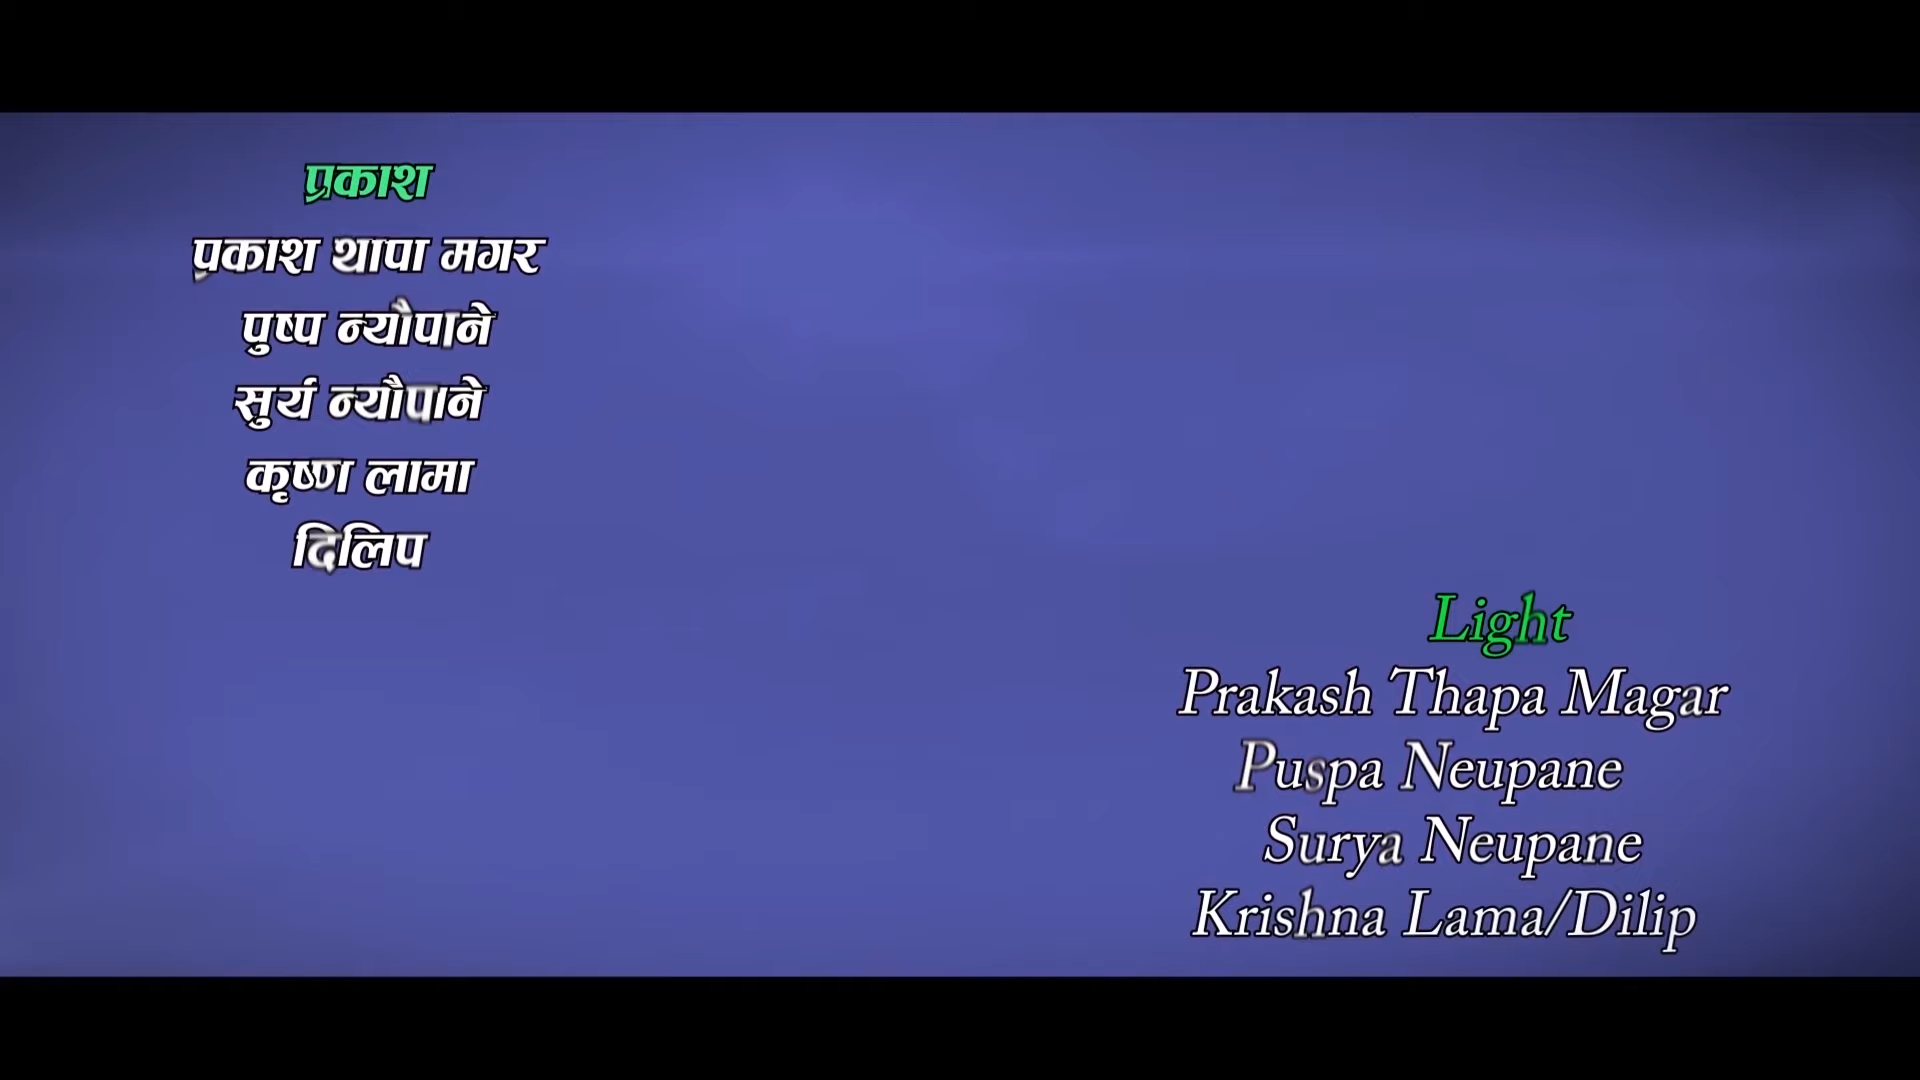 प्रकाश
प्रकाश थापा मगर
पुष्प न्यौपाने
सुर्य न्यौपाने
कृष्ण लामा
दिलिप
Light
Prakash Thapa Magar
Puspa Neupane
Surya Neupane
Krishna Lama/Dilip